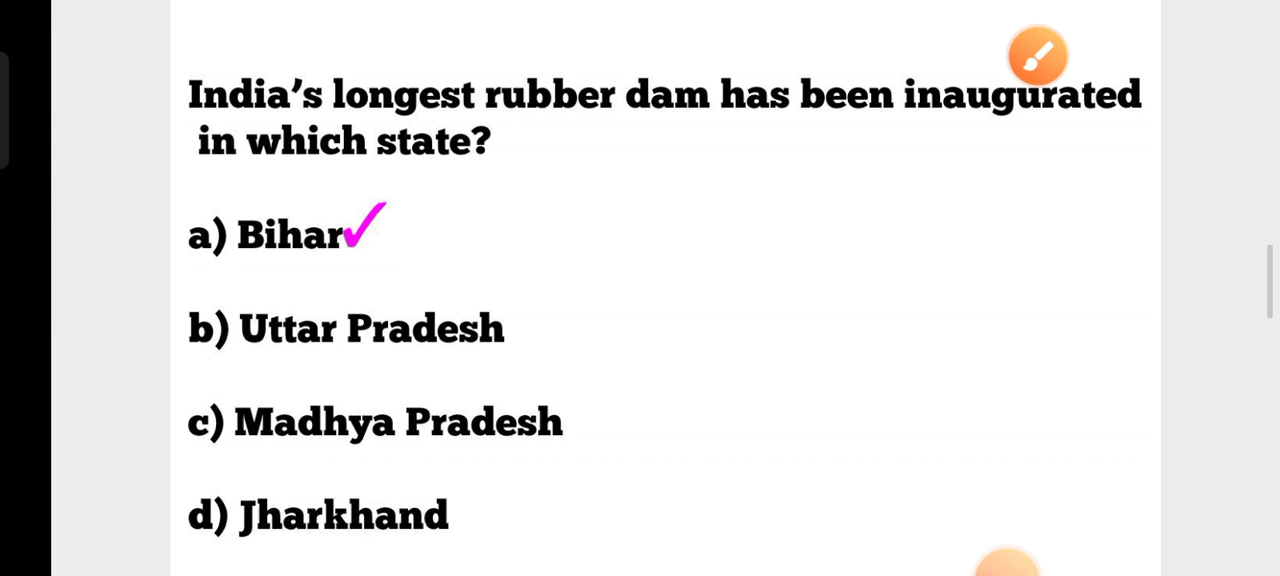 India’s longest rubber dam has been inaugurated
in which state?
a) Bihar✓
b) Uttar Pradesh
c) Madhya Pradesh
d) Jharkhand